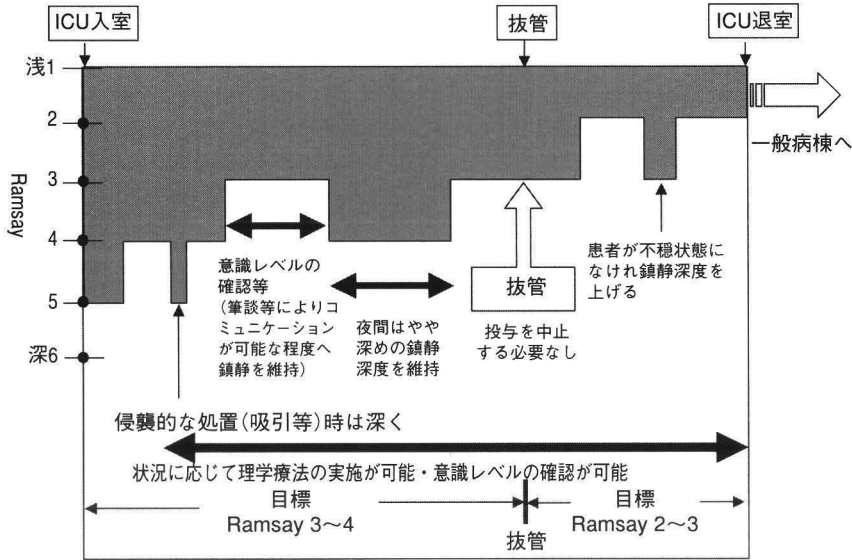 ICU入室
抜管
ICU退室
浅1
2
3
4
5
深6
Ramsay
一般病棟へ
意識レベルの
確認等
（筆談等によりコ
ミュニケーション
が可能な程度へ
鎮静を維持）
夜間はやや
深めの鎮静
深度を維持
抜管
投与を中止
する必要なし
患者が不穏状態に
なけれ鎮静深度を
上げる
侵襲的な処置（吸引等）時は深く
状況に応じて理学療法の実施が可能・意識レベルの確認が可能
目標
Ramsay 3〜4
抜管
目標
Ramsay 2〜3